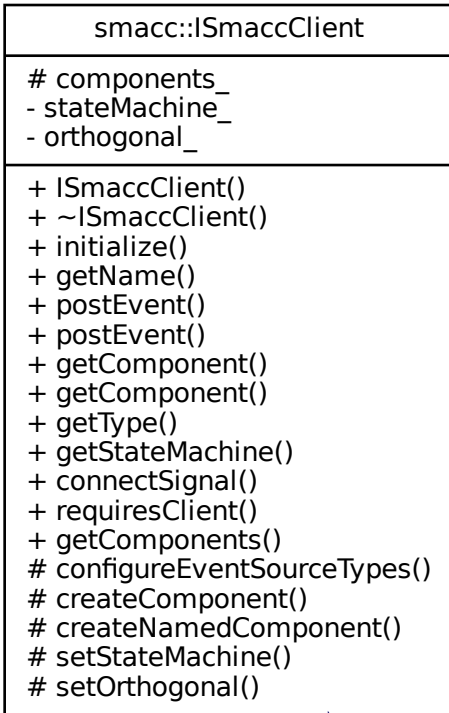 smacc::ISmaccClient
# components_
- stateMachine_
- orthogonal_
+ ISmaccClient()
+ ~ISmaccClient()
+ initialize()
+ getName()
+ postEvent()
+ postEvent()
+ getComponent()
+ getComponent()
+ getType()
+ getStateMachine()
+ connectSignal()
+ requiresClient()
+ getComponents()
# configureEventSourceTypes()
# createComponent()
# createNamedComponent()
# setStateMachine()
# setOrthogonal()